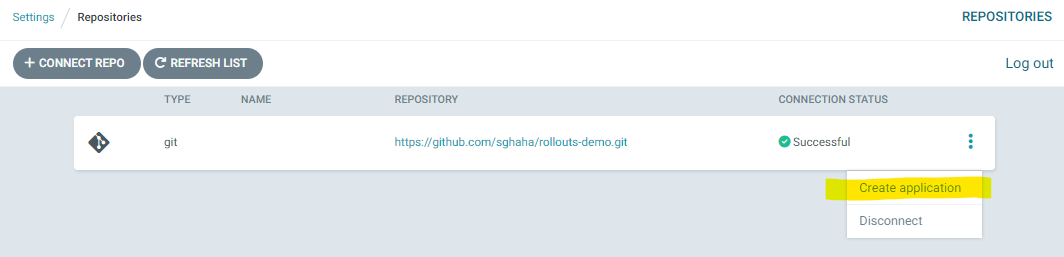 Settings / Repositories
REPOSITORIES
+ CONNECT REPO
REFRESH LIST
Log out
TYPE NAME REPOSITORY CONNECTION STATUS
git https://github.com/sghaha/rollouts-demo.git Successful
Create application
Disconnect